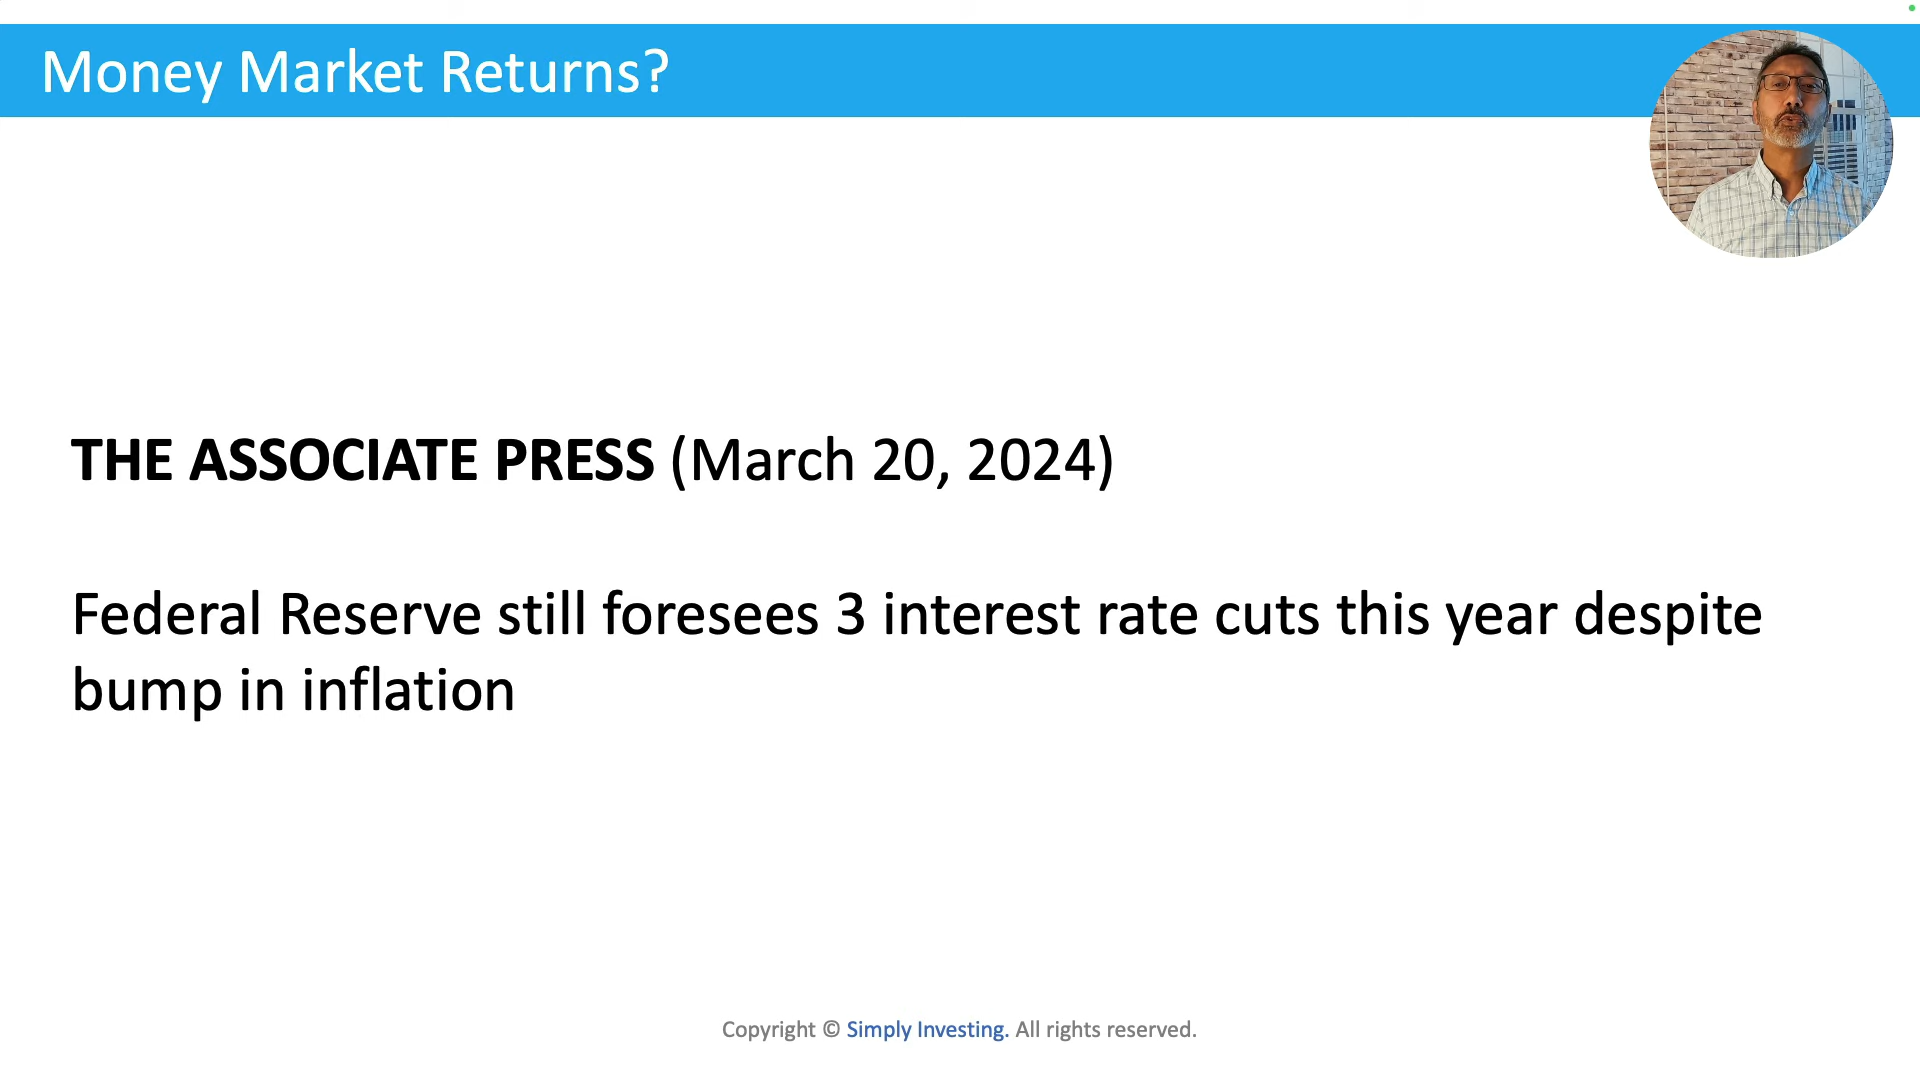 Money Market Returns?
THE ASSOCIATE PRESS (March 20, 2024)
Federal Reserve still foresees 3 interest rate cuts this year despite
bump in inflation
Copyright © Simply Investing. All rights reserved.